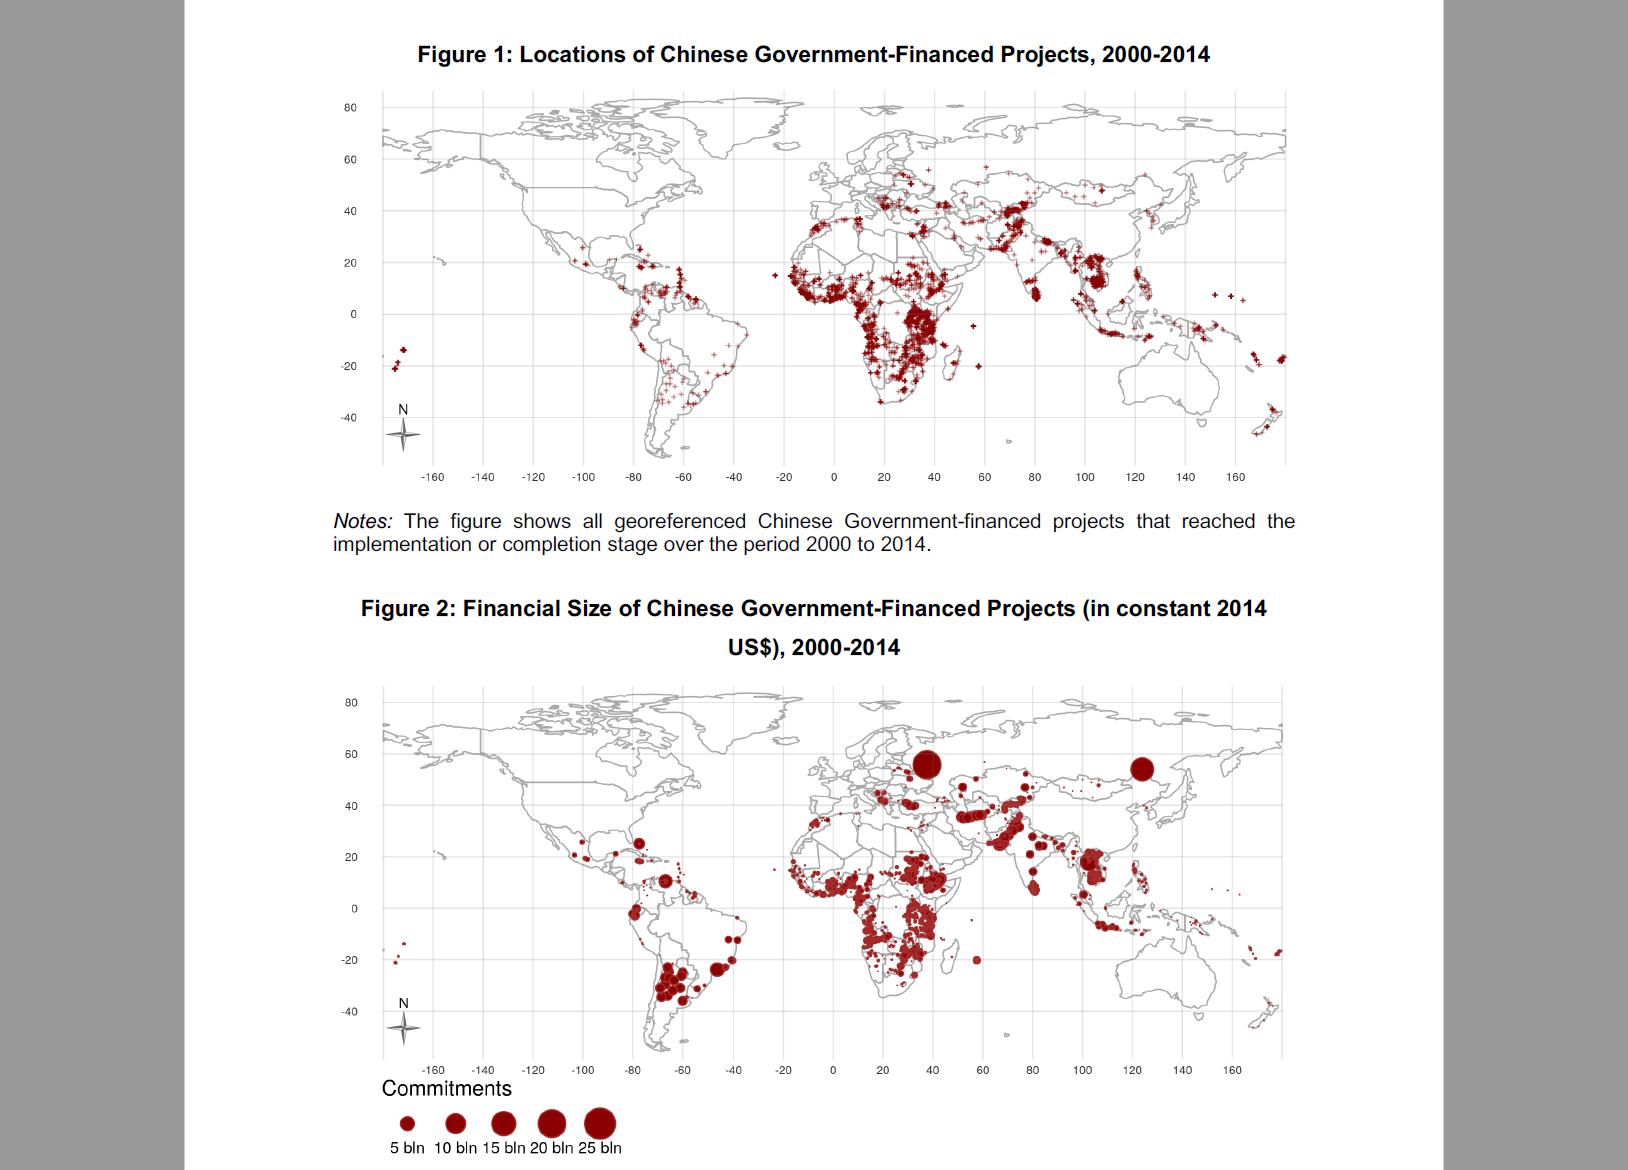 Figure 1: Locations of Chinese Government-Financed Projects, 2000-2014
80
60
40
20
0
-20
-40
N
-160 -140 -120 -100 -80 -60 -40 -20 0 20 40 60 80 100 120 140 160
Notes: The figure shows all georeferenced Chinese Government-financed projects that reached the
implementation or completion stage over the period 2000 to 2014.
Figure 2: Financial Size of Chinese Government-Financed Projects (in constant 2014
US$), 2000-2014
80
60
40
20
0
-20
-40
N
-160 -140 -120 -100 -80 -60 -40 -20 0 20 40 60 80 100 120 140 160
Commitments
5 bln 10 bln 15 bln 20 bln 25 bln